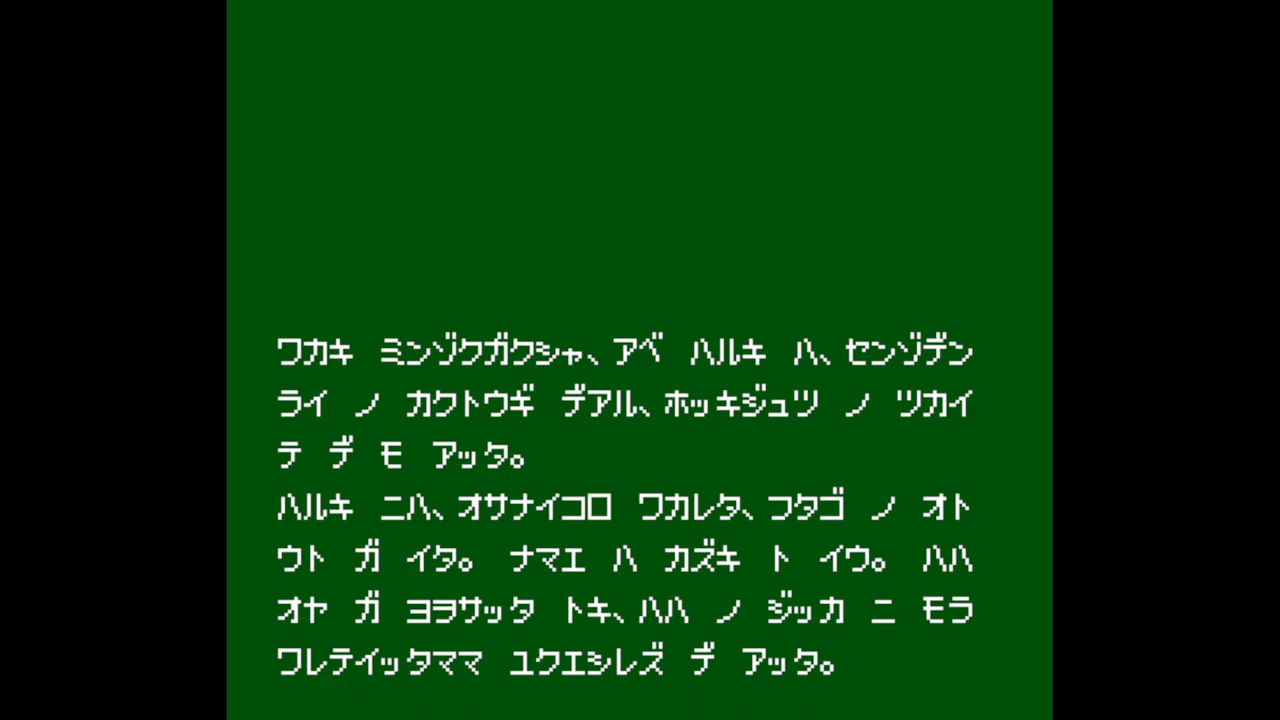 ワカキ ミンゾクガクシャ、アベ ハルキ ハ、センゾデン
ライ ノ カクトウギ デアル、ホッキジュツ ノ ツカイ
テ デ モ アッタ。
ハルキ ニハ、オサナイコロ ワカレタ、フタゴ ノ オト
ウト ガ イタ。 ナマエ ハ カズキ ト イウ。 ハハ
オヤ ガ ヨヲサッタ トキ、ハハ ノ ジッカ ニ モラ
ワレテイッタママ ユクエシレズ デ アッタ。